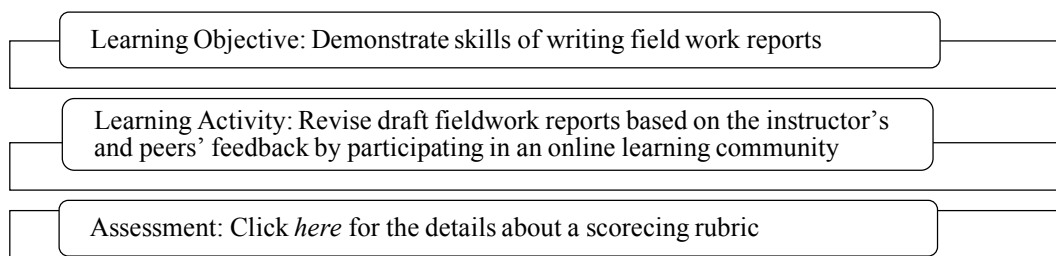 Learning Objective: Demonstrate skills of writing field work reports
Learning Activity: Revise draft fieldwork reports based on the instructor’s
and peers’ feedback by participating in an online learning community
Assessment: Click here for the details about a scorecing rubric